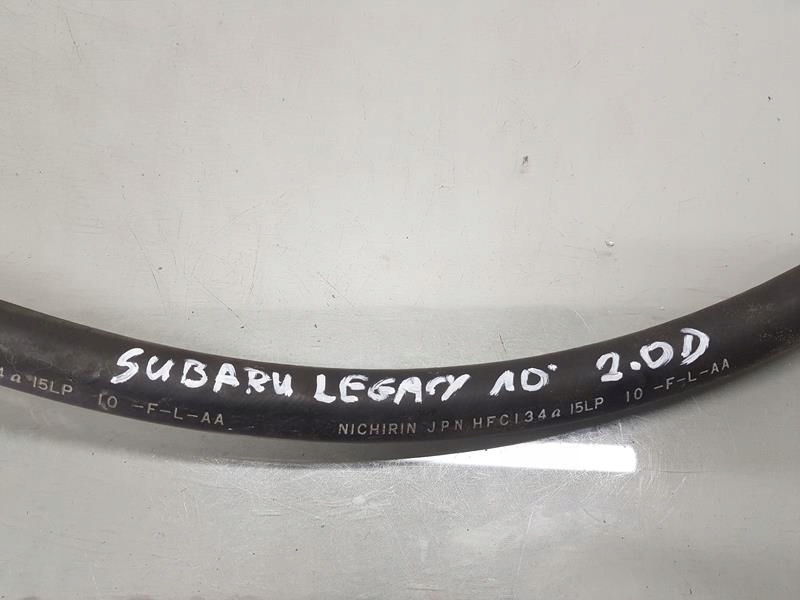 SUBARU LEGACY 10' 2.0D
4a 15LP 10 -F-L-AA NICHIRIN JPN HFC134a 15LP 10 -F-L-AA